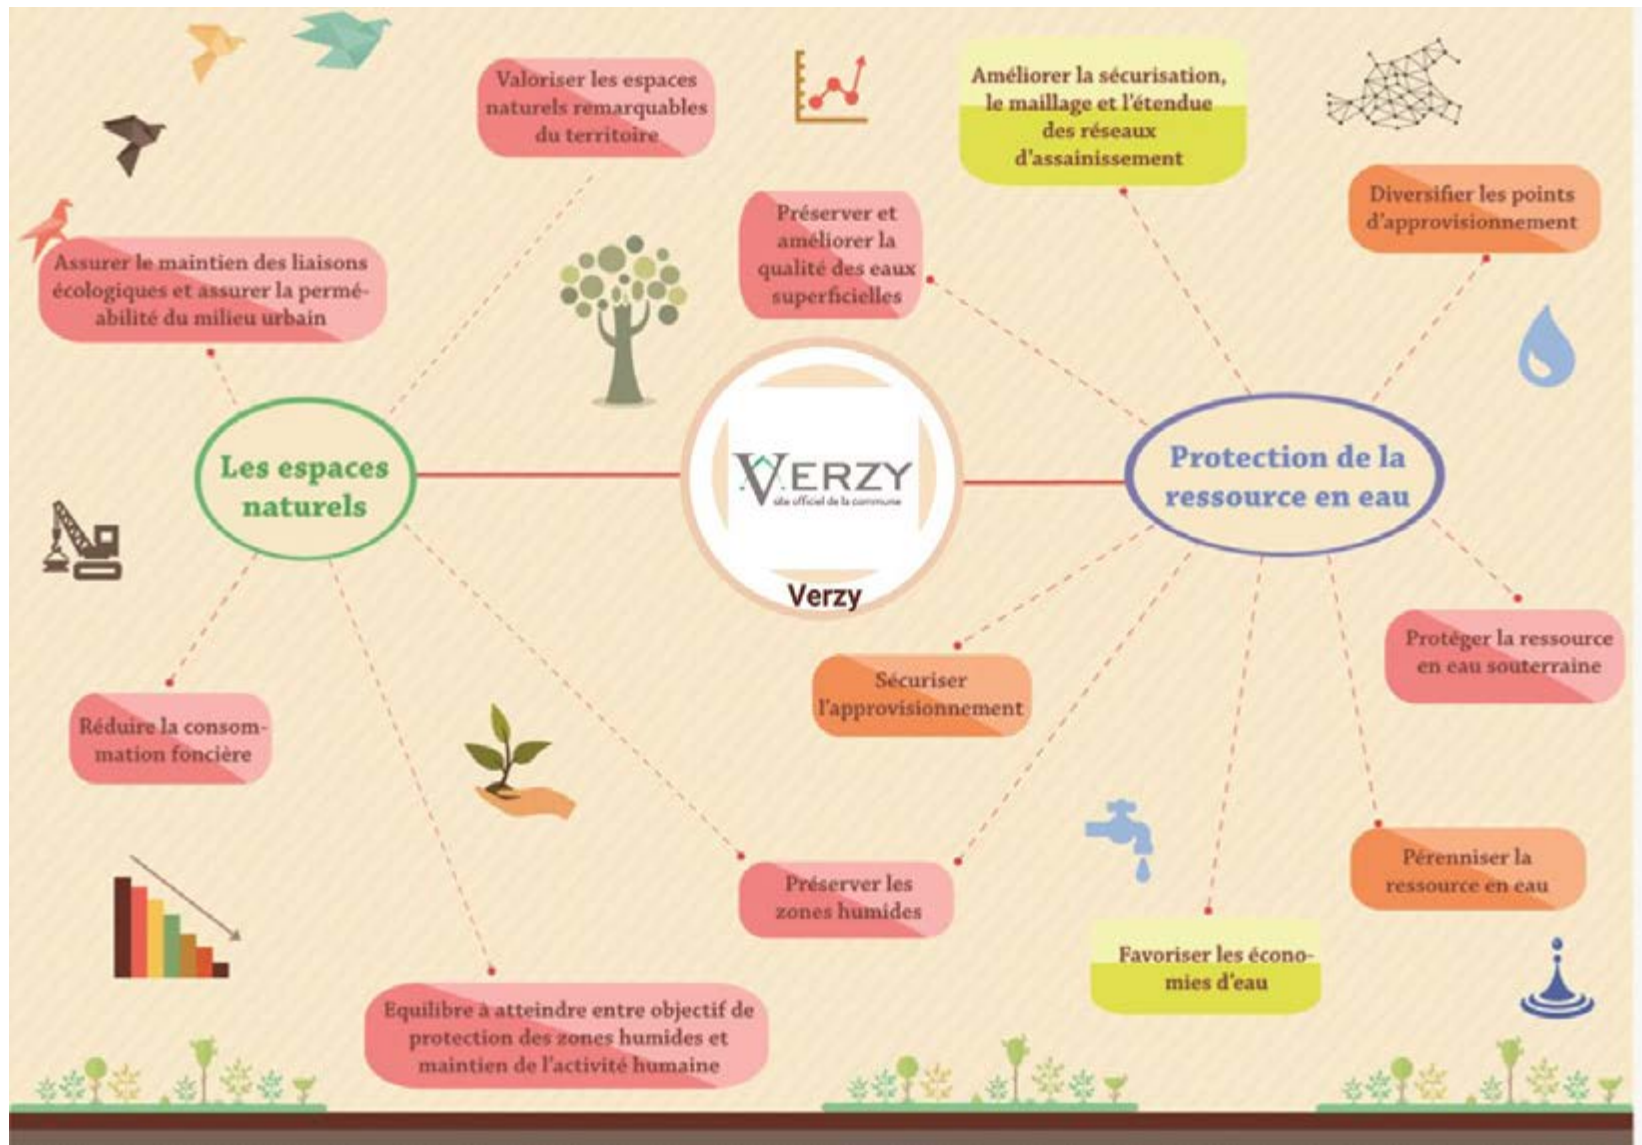 Valoriser les espaces
naturels remarquables
du territoire
Améliorer la sécurisation,
le maillage et l'étendue
des réseaux
d'assainissement
Diversifier les points
d'approvisionnement
Préserver et
améliorer la
qualité des eaux
superficielles
Assurer le maintien des liaisons
écologiques et assurer la permé-
abilité du milieu urbain
Les espaces
naturels
VERZY
site officiel de la commune
Verzy
Protection de la
ressource en eau
Sécuriser
l'approvisionnement
Protéger la ressource
en eau souterraine
Réduire la consom-
mation foncière
Préserver les
zones humides
Pérenniser la
ressource en eau
Favoriser les écono-
mies d'eau
Equilibre à atteindre entre objectif de
protection des zones humides et
maintien de l'activité humaine